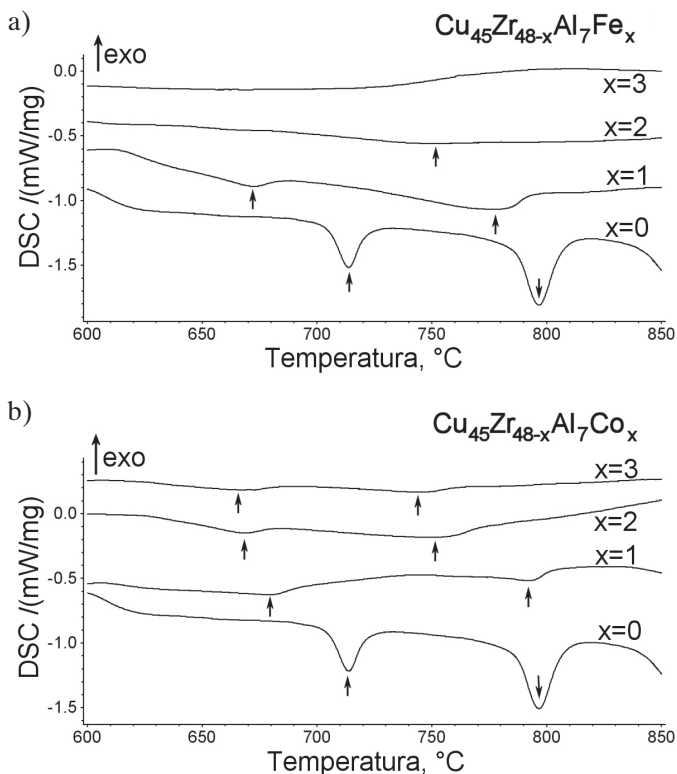 a)
Cu45Zr48-xAl7Fex
exo
0.0
x=3
-0.5
x=2
x=1
-1.0
x=0
-1.5
DSC /(mW/mg)
600 650 700 750 800 850
Temperatura, °C
b)
Cu45Zr48-xAl7Cox
exo
x=3
0.0
x=2
x=1
-0.5
x=0
-1.0
-1.5
DSC /(mW/mg)
600 650 700 750 800 850
Temperatura, °C